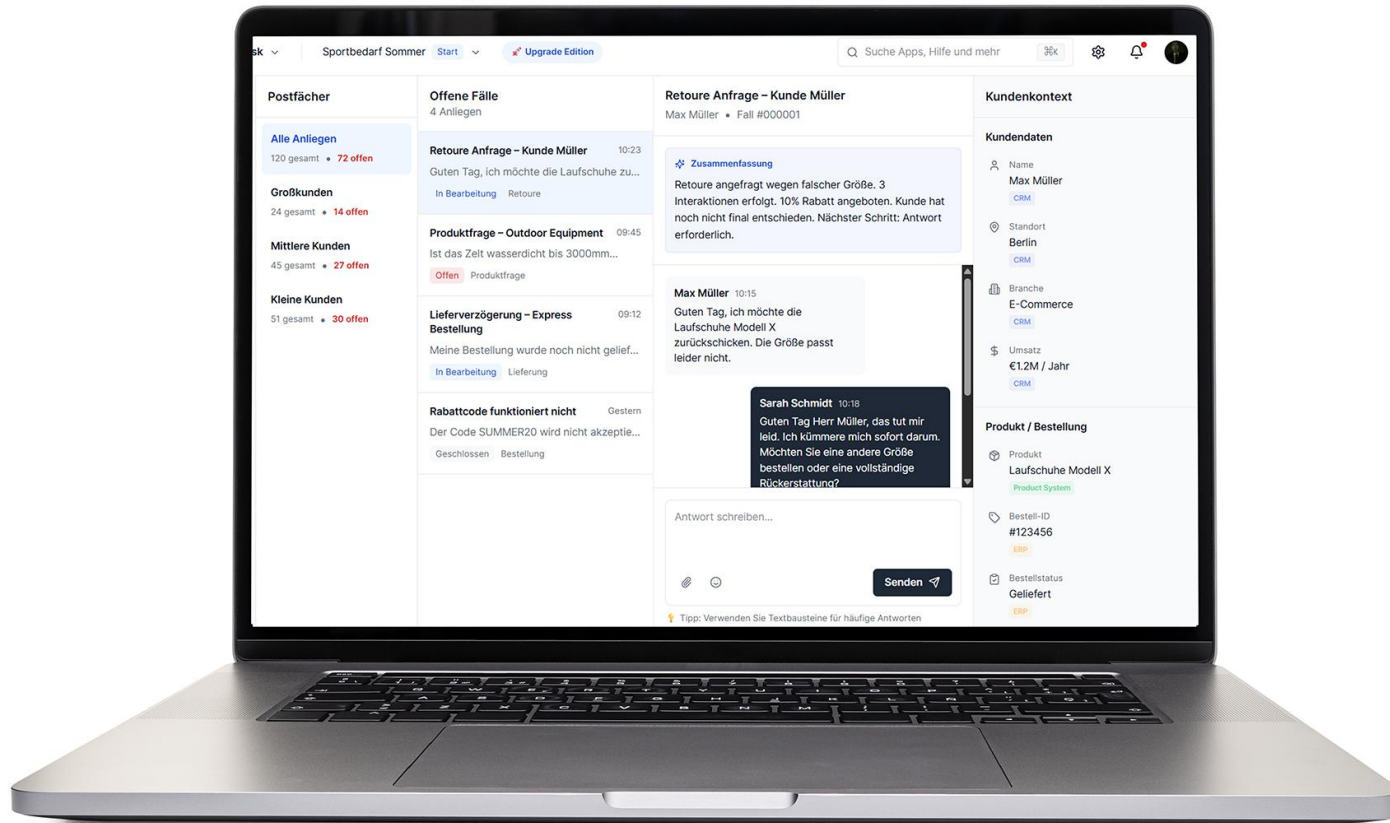 sk
Sportbedarf Sommer Start
Upgrade Edition
Suche Apps, Hilfe und mehr ⌘K
Postfächer
Alle Anliegen
120 gesamt • 72 offen
Großkunden
24 gesamt • 14 offen
Mittlere Kunden
45 gesamt • 27 offen
Kleine Kunden
51 gesamt • 30 offen
Offene Fälle
4 Anliegen
Retoure Anfrage – Kunde Müller 10:23
Guten Tag, ich möchte die Laufschuhe zu...
In Bearbeitung Retoure
Produktfrage – Outdoor Equipment 09:45
Ist das Zelt wasserdicht bis 3000mm...
Offen Produktfrage
Lieferverzögerung – Express 09:12
Bestellung
Meine Bestellung wurde noch nicht gelief...
In Bearbeitung Lieferung
Rabattcode funktioniert nicht Gestern
Der Code SUMMER20 wird nicht akzeptie...
Geschlossen Bestellung
Retoure Anfrage – Kunde Müller
Max Müller • Fall #000001
Zusammenfassung
Retoure angefragt wegen falscher Größe. 3
Interaktionen erfolgt. 10% Rabatt angeboten. Kunde hat
noch nicht final entschieden. Nächster Schritt: Antwort
erforderlich.
Max Müller 10:15
Guten Tag, ich möchte die
Laufschuhe Modell X
zurückschicken. Die Größe passt
leider nicht.
Sarah Schmidt 10:18
Guten Tag Herr Müller, das tut mir
leid. Ich kümmere mich sofort darum.
Möchten Sie eine andere Größe
bestellen oder eine vollständige
Rückerstattung?
Antwort schreiben...
Senden
Tipp: Verwenden Sie Textbausteine für häufige Antworten
Kundenkontext
Kundendaten
Name
Max Müller
CRM
Standort
Berlin
CRM
Branche
E-Commerce
CRM
Umsatz
€1.2M / Jahr
CRM
Produkt / Bestellung
Produkt
Laufschuhe Modell X
Product System
Bestell-ID
#123456
ERP
Bestellstatus
Geliefert
ERP